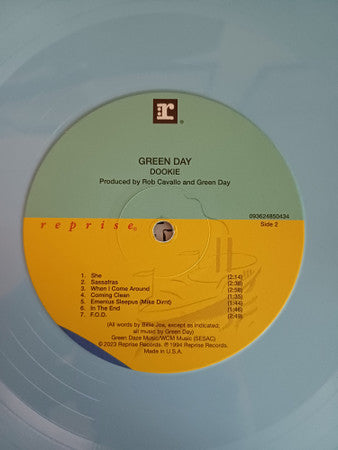 r®
GREEN DAY
DOOKIE
Produced by Rob Cavallo and Green Day
093624850434
reprise® Side 2
1. She (2:14)
2. Sassafras (2:38)
3. When I Come Around (2:58)
4. Coming Clean (1:35)
5. Emenius Sleepus (Mike Dirnt) (1:44)
6. In The End (1:46)
7. F.O.D. (2:49)
(All words by Billie Joe, except as indicated;
all music by Green Day)
Green Daze Music/WCM Music (SESAC)
© 2023 Reprise Records. ℗ 1994 Reprise Records.
Made in U.S.A.